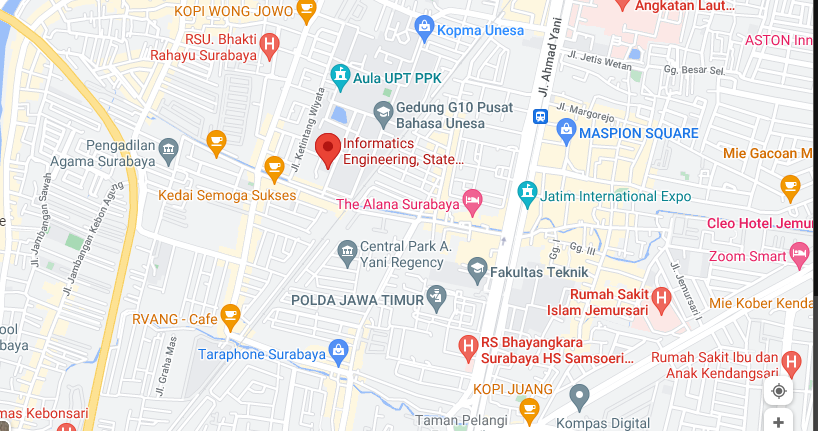 KOPI WONG JOWO
Angkatan Laut...
Kopma Unesa
RSU. Bhakti
Rahayu Surabaya
ASTON Inn
Jl. Ahmad Yani
Jl. Jetis Wetan
Gg. Besar Sel.
Aula UPT PPK
Jl. Ketintang Wiyata
Gedung G10 Pusat
Bahasa Unesa
Jl. Margorejo
MASPION SQUARE
Pengadilan
Agama Surabaya
Informatics
Engineering, State...
Mie Gacoan M
Kedai Semoga Sukses
The Alana Surabaya
Jatim International Expo
Jl. Jambangan Sawah
Jl. Jambangan Kebon Agung
Cleo Hotel Jemur
Central Park A.
Yani Regency
Gg. I
Gg. III
Zoom Smart
Fakultas Teknik
Jl. Jemursari I
POLDA JAWA TIMUR
Rumah Sakit
Islam Jemursari
Mie Kober Kenda
RVANG - Cafe
ool
baya
Taraphone Surabaya
RS Bhayangkara
Surabaya HS Samsoeri...
Jl. Graha Mas
Rumah Sakit Ibu dan
Anak Kendangsari
KOPI JUANG
mas Kebonsari
Taman Pelangi
Kompas Digital